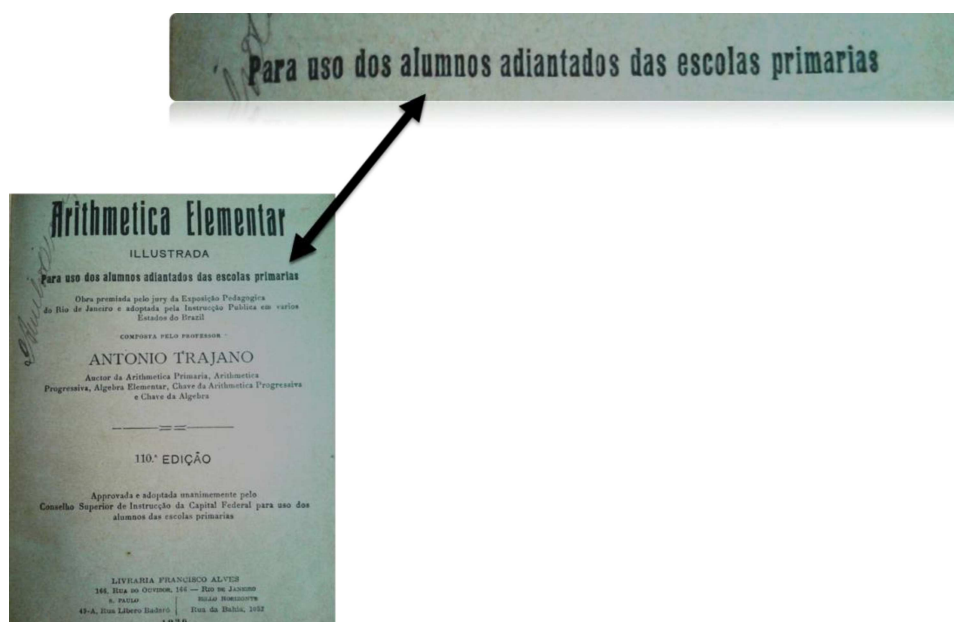 Para uso dos alumnos adiantados das escolas primarias
Arithmetica Elementar
ILLUSTRADA
Para uso dos alumnos adiantados das escolas primarias
Obra premiada pelo jury da Exposição Pedagogica
do Rio de Janeiro e adoptada pela Instrucção Publica em varios
Estados do Brazil
COMPOSTA PELO PROFESSOR
ANTONIO TRAJANO
Auctor da Arithmetica Primaria, Arithmetica
Progressiva, Algebra Elementar, Chave da Arithmetica Progressiva
e Chave da Algebra
110.ª EDIÇÃO
Approvada e adoptada unanimemente pelo
Conselho Superior de Instrucção da Capital Federal para uso dos
alumnos das escolas primarias
LIVRARIA FRANCISCO ALVES
166, RUA DO OUVIDOR, 166 — RIO DE JANEIRO
S. PAULO
BELLO HORIZONTE
49-A, Rua Libero Badaró
Rua da Bahia, 1052